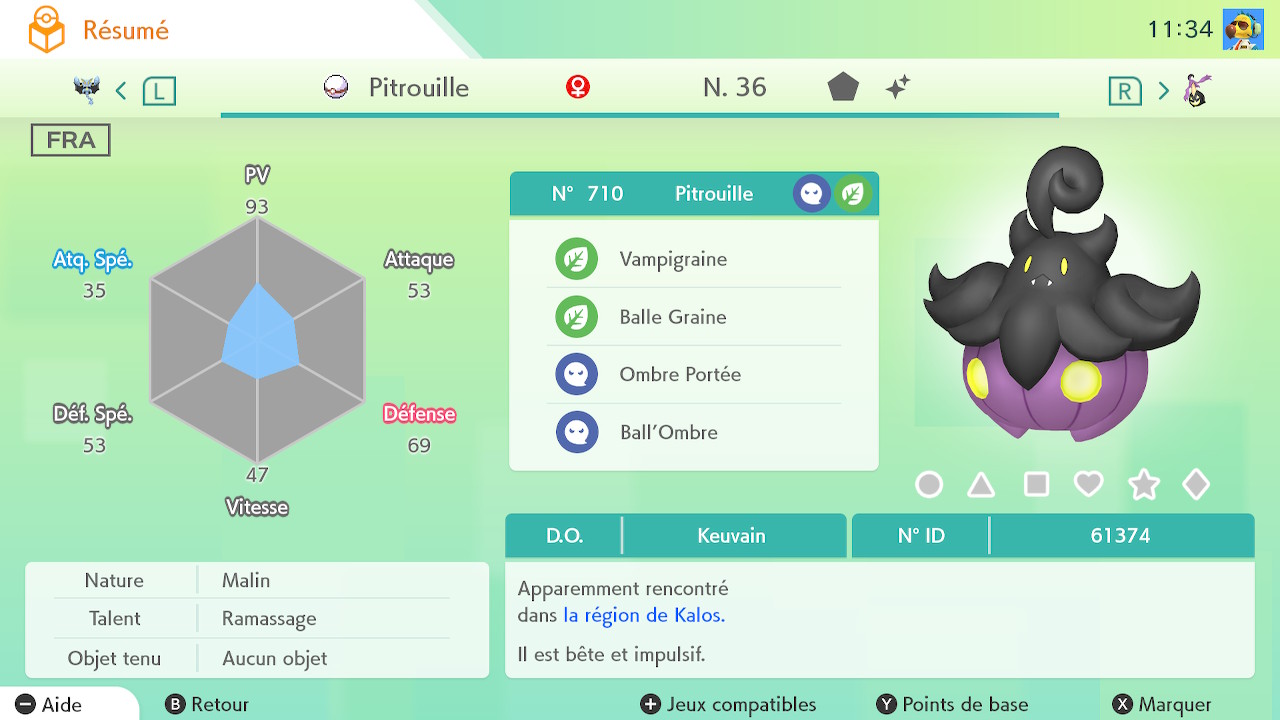 Résumé
11:34
L
Pitrouille
N. 36
R
FRA
PV
93
Atq. Spé.
35
Attaque
53
Déf. Spé.
53
Défense
69
47
Vitesse
N° 710 Pitrouille
Vampigraine
Balle Graine
Ombre Portée
Ball'Ombre
D.O. Keuvain N° ID 61374
Nature Malin
Talent Ramassage
Objet tenu Aucun objet
Apparemment rencontré
dans la région de Kalos.
Il est bête et impulsif.
Aide
B Retour
Jeux compatibles
Y Points de base
X Marquer